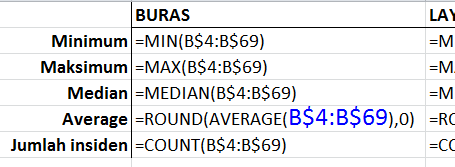 BURAS LAY
Minimum =MIN(B$4:B$69) =M
Maksimum =MAX(B$4:B$69) =M
Median =MEDIAN(B$4:B$69) =M
Average =ROUND(AVERAGE(B$4:B$69),0) =RO
Jumlah insiden =COUNT(B$4:B$69) =CO